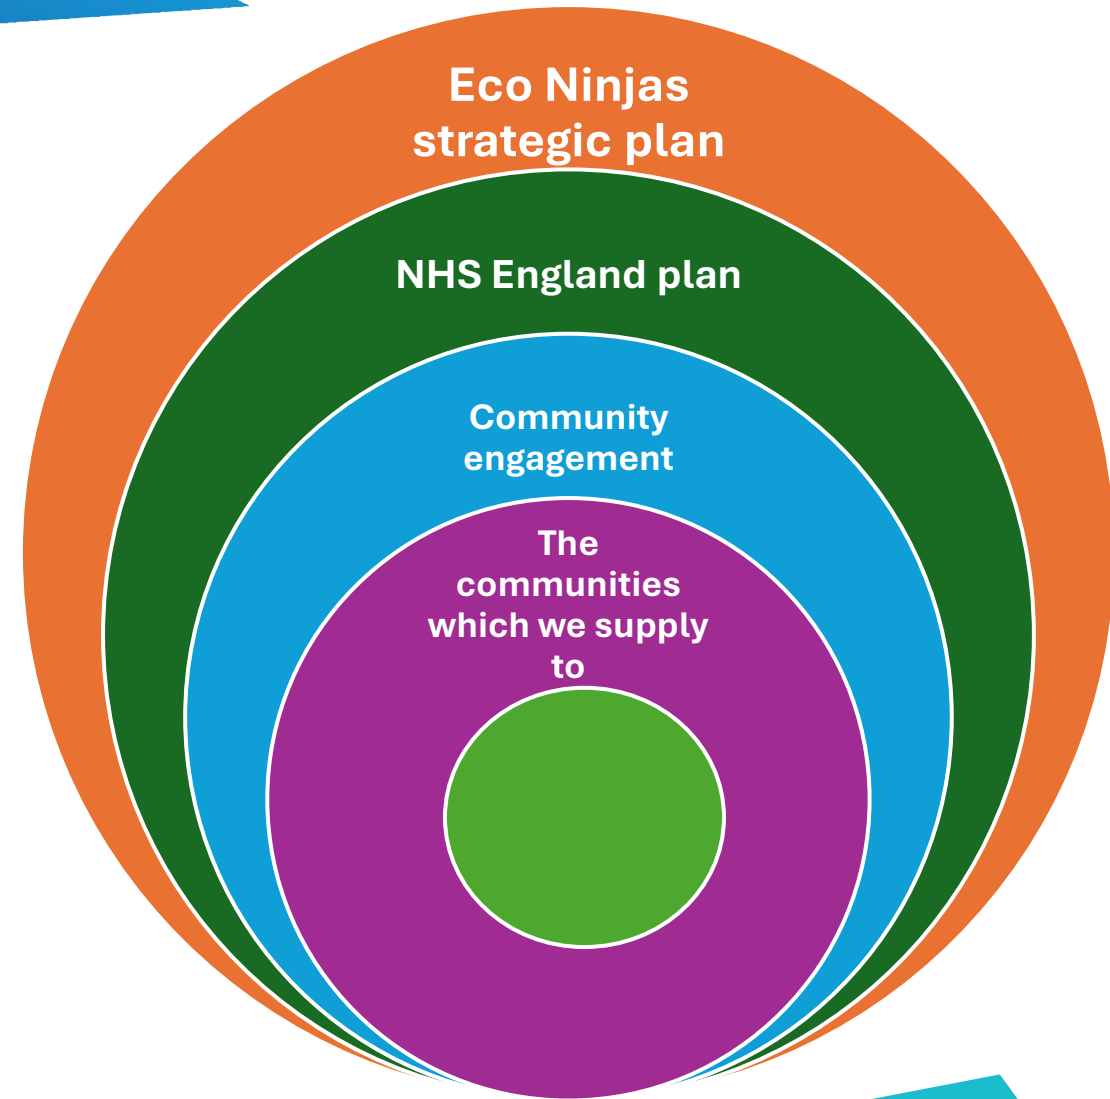 Eco Ninjas
strategic plan
NHS England plan
Community
engagement
The
communities
which we supply
to